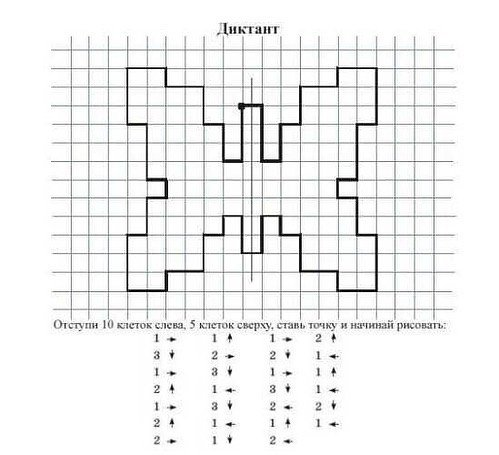 Диктант
Отступи 10 клеток слева, 5 клеток сверху, ставь точку и начинай рисовать:
1 → 1 ↑ 1 → 2 ↑
3 ↓ 2 → 2 ↓ 1 ←
1 → 3 ↓ 1 → 1 ↑
2 ↑ 1 ← 3 ↓ 1 ←
1 → 3 ↓ 2 ← 2 ↓
2 ↑ 1 ← 1 ↑ 1 ←
2 → 1 ↓ 2 ←